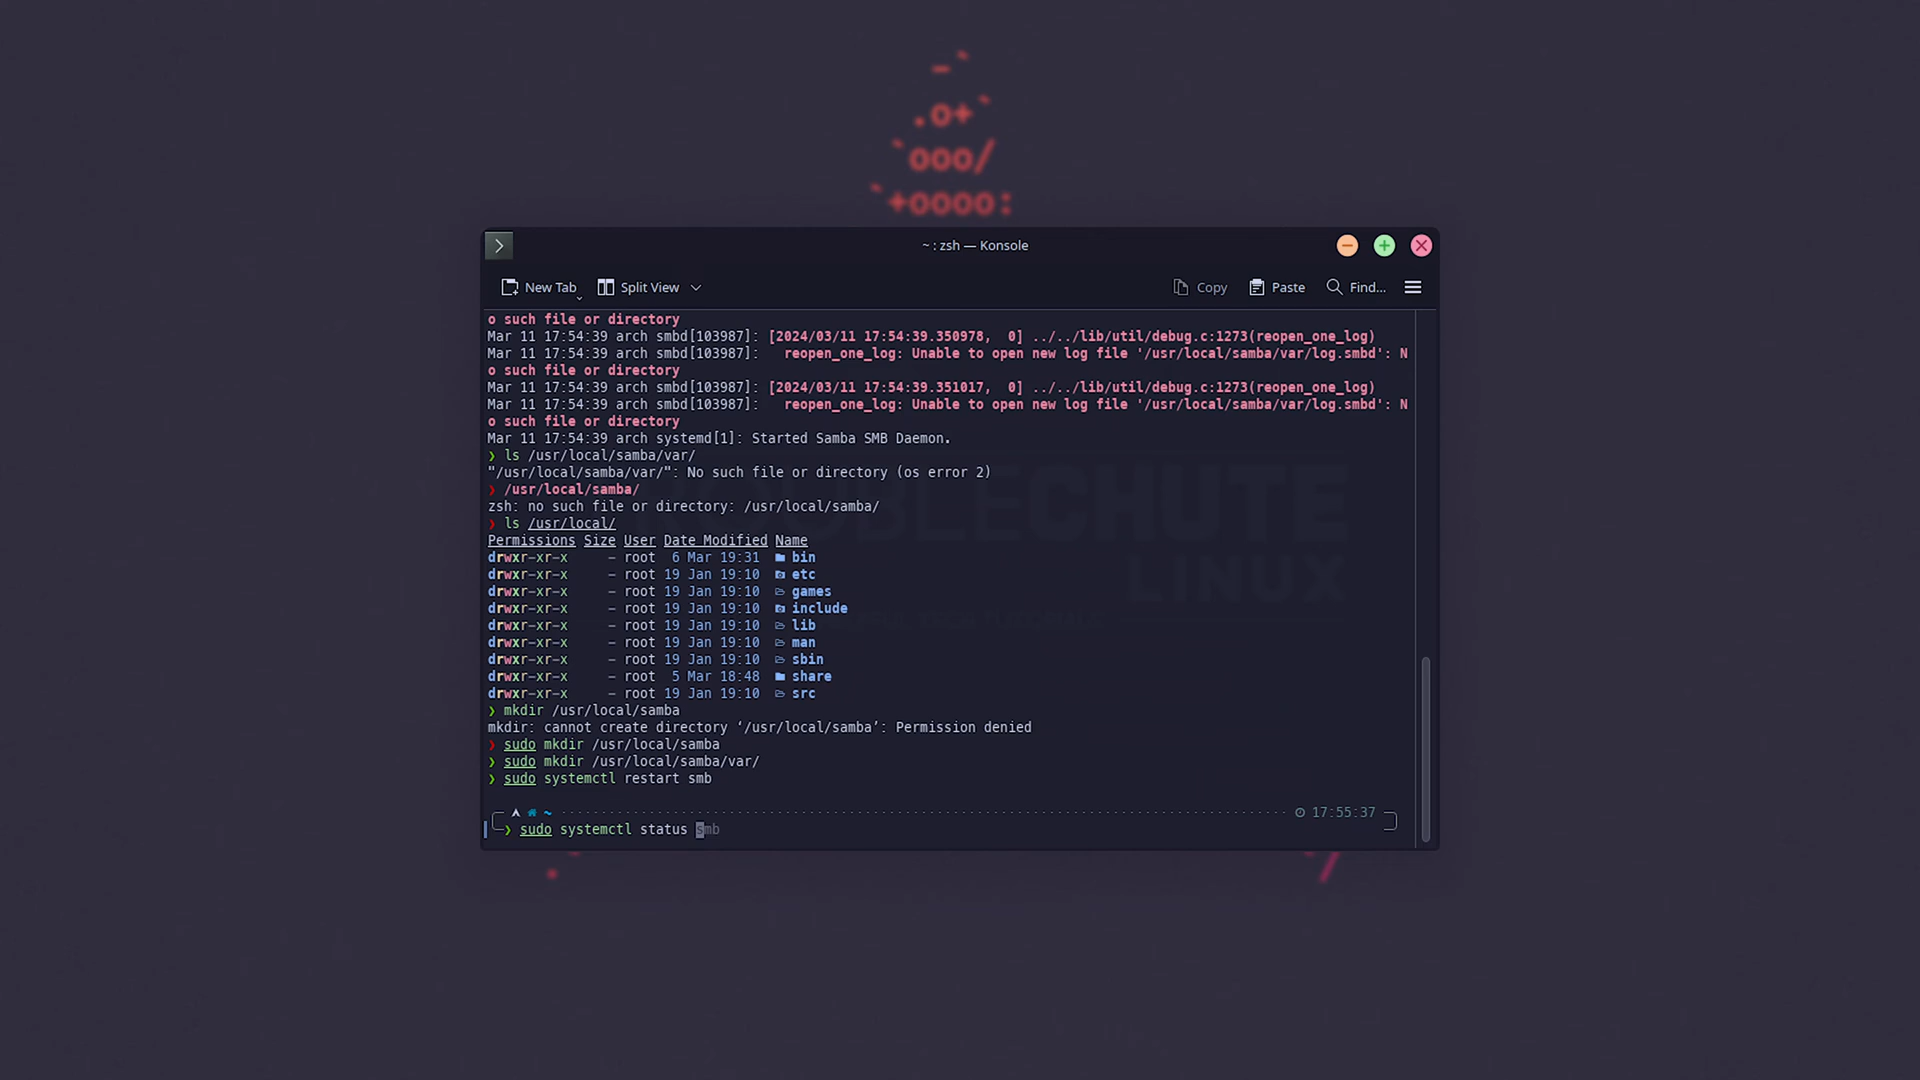 -`
.o+`
`ooo/
`+oooo:
~ : zsh — Konsole
New Tab
Split View
Copy
Paste
Find...
o such file or directory
Mar 11 17:54:39 arch smbd[103987]: [2024/03/11 17:54:39.350978,  0] ../../lib/util/debug.c:1273(reopen_one_log)
Mar 11 17:54:39 arch smbd[103987]:   reopen_one_log: Unable to open new log file '/usr/local/samba/var/log.smbd': N
o such file or directory
Mar 11 17:54:39 arch smbd[103987]: [2024/03/11 17:54:39.351017,  0] ../../lib/util/debug.c:1273(reopen_one_log)
Mar 11 17:54:39 arch smbd[103987]:   reopen_one_log: Unable to open new log file '/usr/local/samba/var/log.smbd': N
o such file or directory
Mar 11 17:54:39 arch systemd[1]: Started Samba SMB Daemon.
❯ ls /usr/local/samba/var/
"/usr/local/samba/var/": No such file or directory (os error 2)
❯ /usr/local/samba/
zsh: no such file or directory: /usr/local/samba/
❯ ls /usr/local/
Permissions Size User Date Modified Name
drwxr-xr-x     - root  6 Mar 19:31 bin
drwxr-xr-x     - root 19 Jan 19:10 etc
drwxr-xr-x     - root 19 Jan 19:10 games
drwxr-xr-x     - root 19 Jan 19:10 include
drwxr-xr-x     - root 19 Jan 19:10 lib
drwxr-xr-x     - root 19 Jan 19:10 man
drwxr-xr-x     - root 19 Jan 19:10 sbin
drwxr-xr-x     - root  5 Mar 18:48 share
drwxr-xr-x     - root 19 Jan 19:10 src
❯ mkdir /usr/local/samba
mkdir: cannot create directory ‘/usr/local/samba’: Permission denied
❯ sudo mkdir /usr/local/samba
❯ sudo mkdir /usr/local/samba/var/
❯ sudo systemctl restart smb
~ 17:55:37
❯ sudo systemctl status smb
ROUBLECHUTE
LINUX